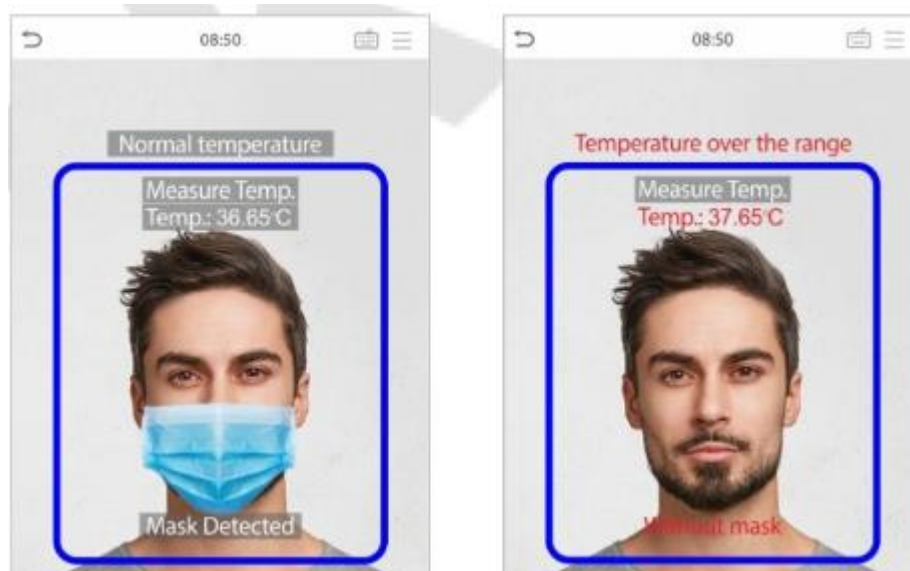 08:50
Normal temperature
Measure Temp.
Temp.: 36.65°C
Mask Detected
08:50
Temperature over the range
Measure Temp.
Temp.: 37.65°C
Without mask